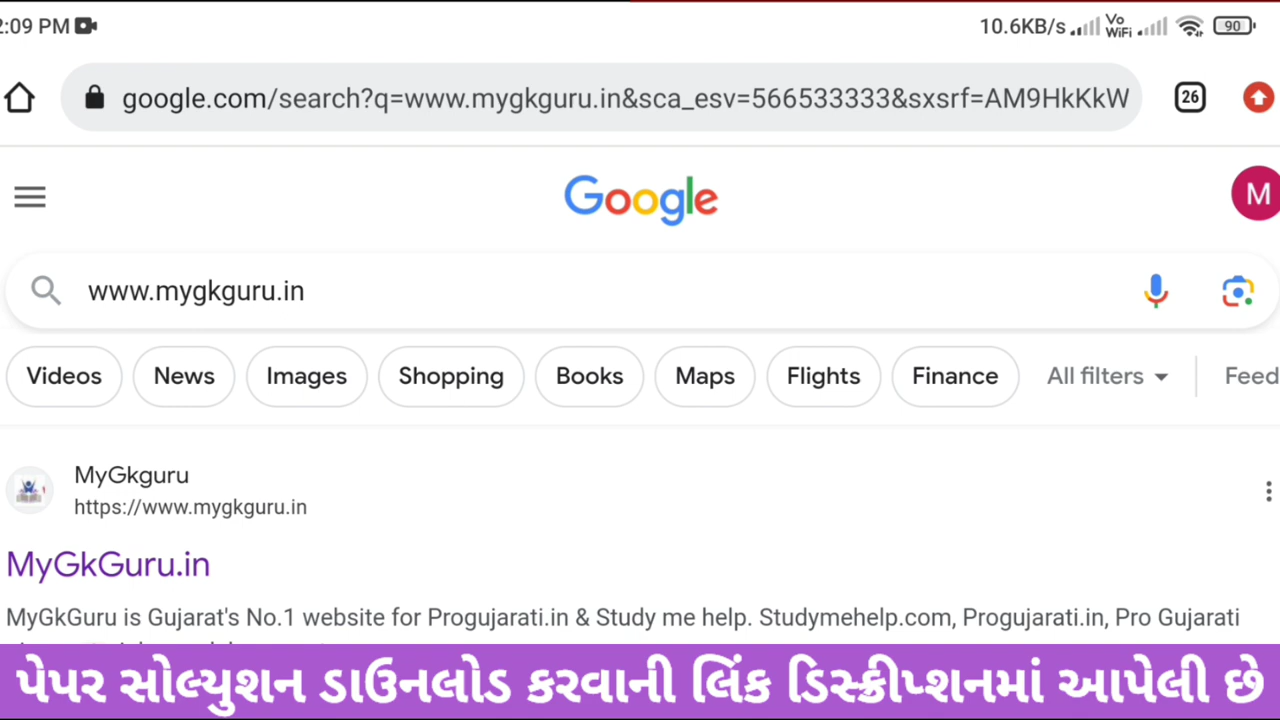 2:09 PM
10.6KB/s Vo WiFi 90
google.com/search?q=www.mygkguru.in&sca_esv=566533333&sxsrf=AM9HkKkW
26
Google
M
www.mygkguru.in
Videos News Images Shopping Books Maps Flights Finance All filters Feed
MyGkguru
https://www.mygkguru.in
MyGkGuru.in
MyGkGuru is Gujarat's No.1 website for Progujarati.in & Study me help. Studymehelp.com, Progujarati.in, Pro Gujarati
પેપર સોલ્યુશન ડાઉનલોડ કરવાની લિંક ડિસ્ક્રીપ્શનમાં આપેલી છે